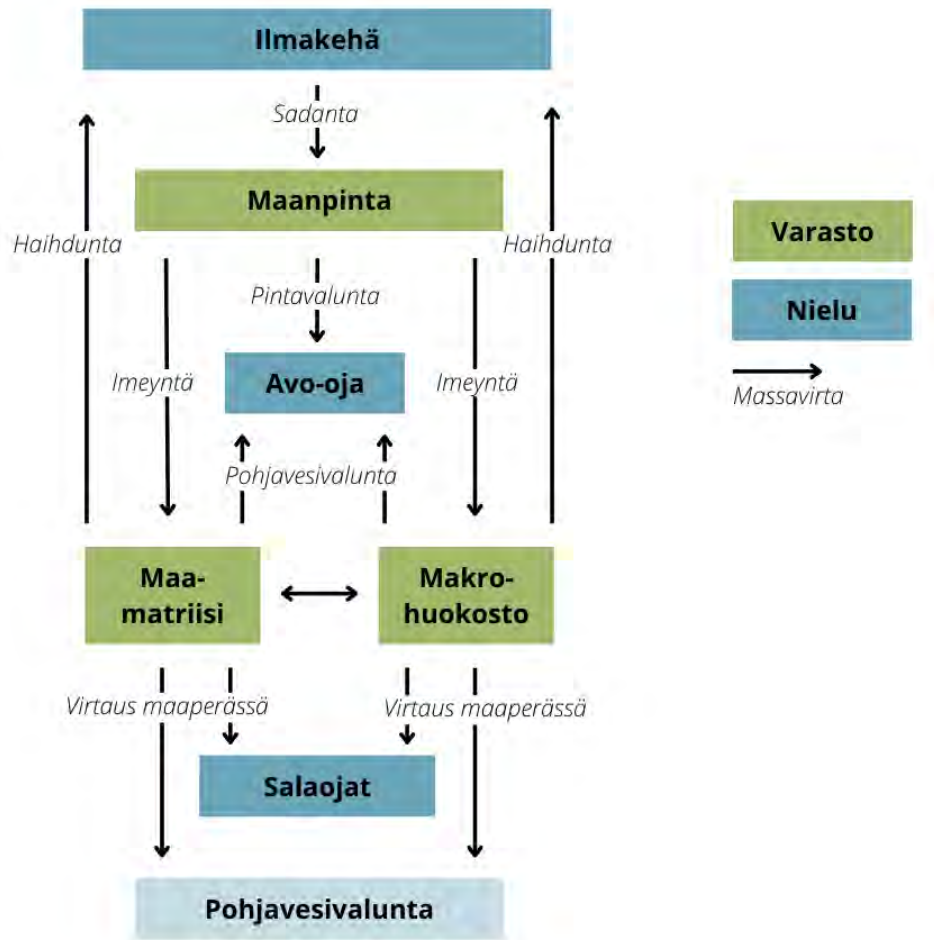 Ilmakehä
Sadanta
Maanpinta
Haihdunta
Haihdunta
Pintavalunta
Imeyntä
Avo-oja
Imeyntä
Pohjavesivalunta
Maa-
matriisi
Makro-
huokosto
Virtaus maaperässä
Virtaus maaperässä
Salaojat
Pohjavesivalunta
Varasto
Nielu
Massavirta